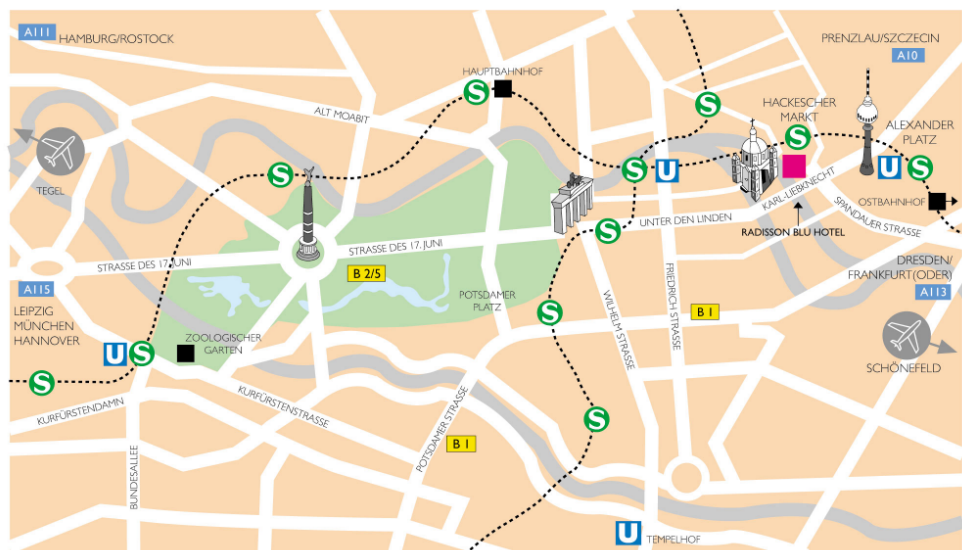 A111
HAMBURG/ROSTOCK
PRENZLAU/SZCZECIN
A10
HAUPTBAHNHOF
S
S
ALT MOABIT
HACKESCHER
MARKT
S
ALEXANDER
PLATZ
TEGEL
S
S
U
U
S
KARL-LIEBKNECHT
OSTBAHNHOF
SPANDAUER STRASSE
UNTER DEN LINDEN
RADISSON BLU HOTEL
S
STRASSE DES 17. JUNI
STRASSE DES 17. JUNI
B 2/5
DRESDEN/
FRANKFURT(ODER)
A113
A115
LEIPZIG
MÜNCHEN
HANNOVER
POTSDAMER
PLATZ
S
WILHELM STRASSE
FRIEDRICH STRASSE
B 1
U
S
ZOOLOGISCHER
GARTEN
SCHÖNEFELD
S
KURFÜRSTENDAMN
KURFÜRSTENSTRASSE
BUNDESALLEE
POTSDAMER STRASSE
B 1
S
U
TEMPELHOF